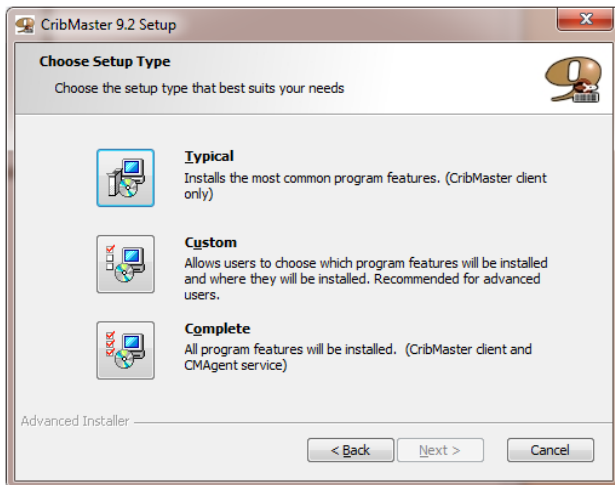 CribMaster 9.2 Setup
Choose Setup Type
Choose the setup type that best suits your needs
9
Typical
Installs the most common program features. (CribMaster client
only)
Custom
Allows users to choose which program features will be installed
and where they will be installed. Recommended for advanced
users.
Complete
All program features will be installed. (CribMaster client and
CMAgent service)
Advanced Installer
< Back
Next >
Cancel